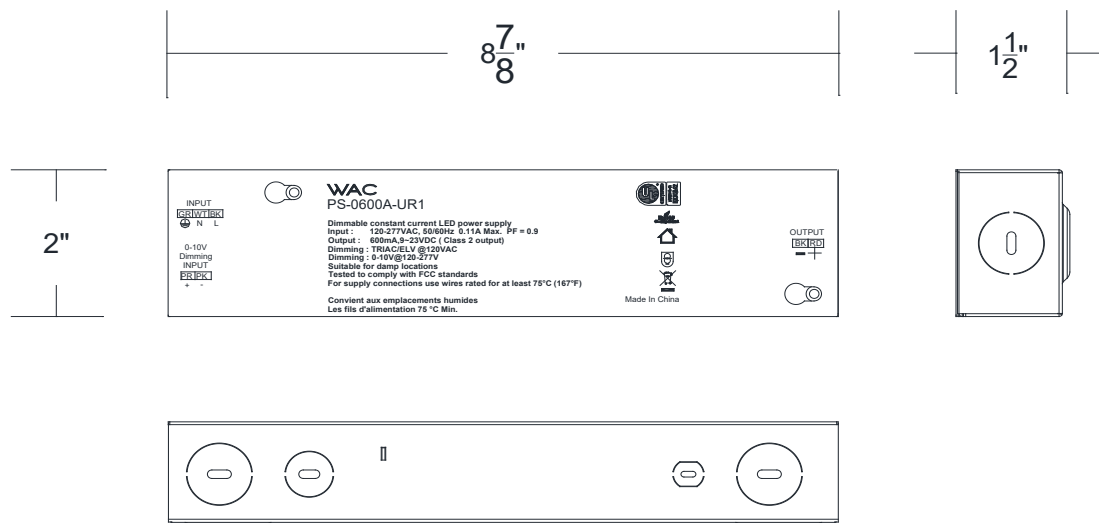 8 7/8"
1 1/2"
2"
INPUT
GR WT BK
N L
0-10V
Dimming
INPUT
PR PK
+ -
WAC
PS-0600A-UR1
Dimmable constant current LED power supply
Input : 120-277VAC, 50/60Hz 0.11A Max. PF = 0.9
Output : 600mA,9~23VDC ( Class 2 output)
Dimming : TRIAC/ELV @120VAC
Dimming : 0-10V@120-277V
Suitable for damp locations
Tested to comply with FCC standards
For supply connections use wires rated for at least 75°C (167°F)
Convient aux emplacements humides
Les fils d'alimentation 75 °C Min.
Made In China
OUTPUT
BK RD
- +